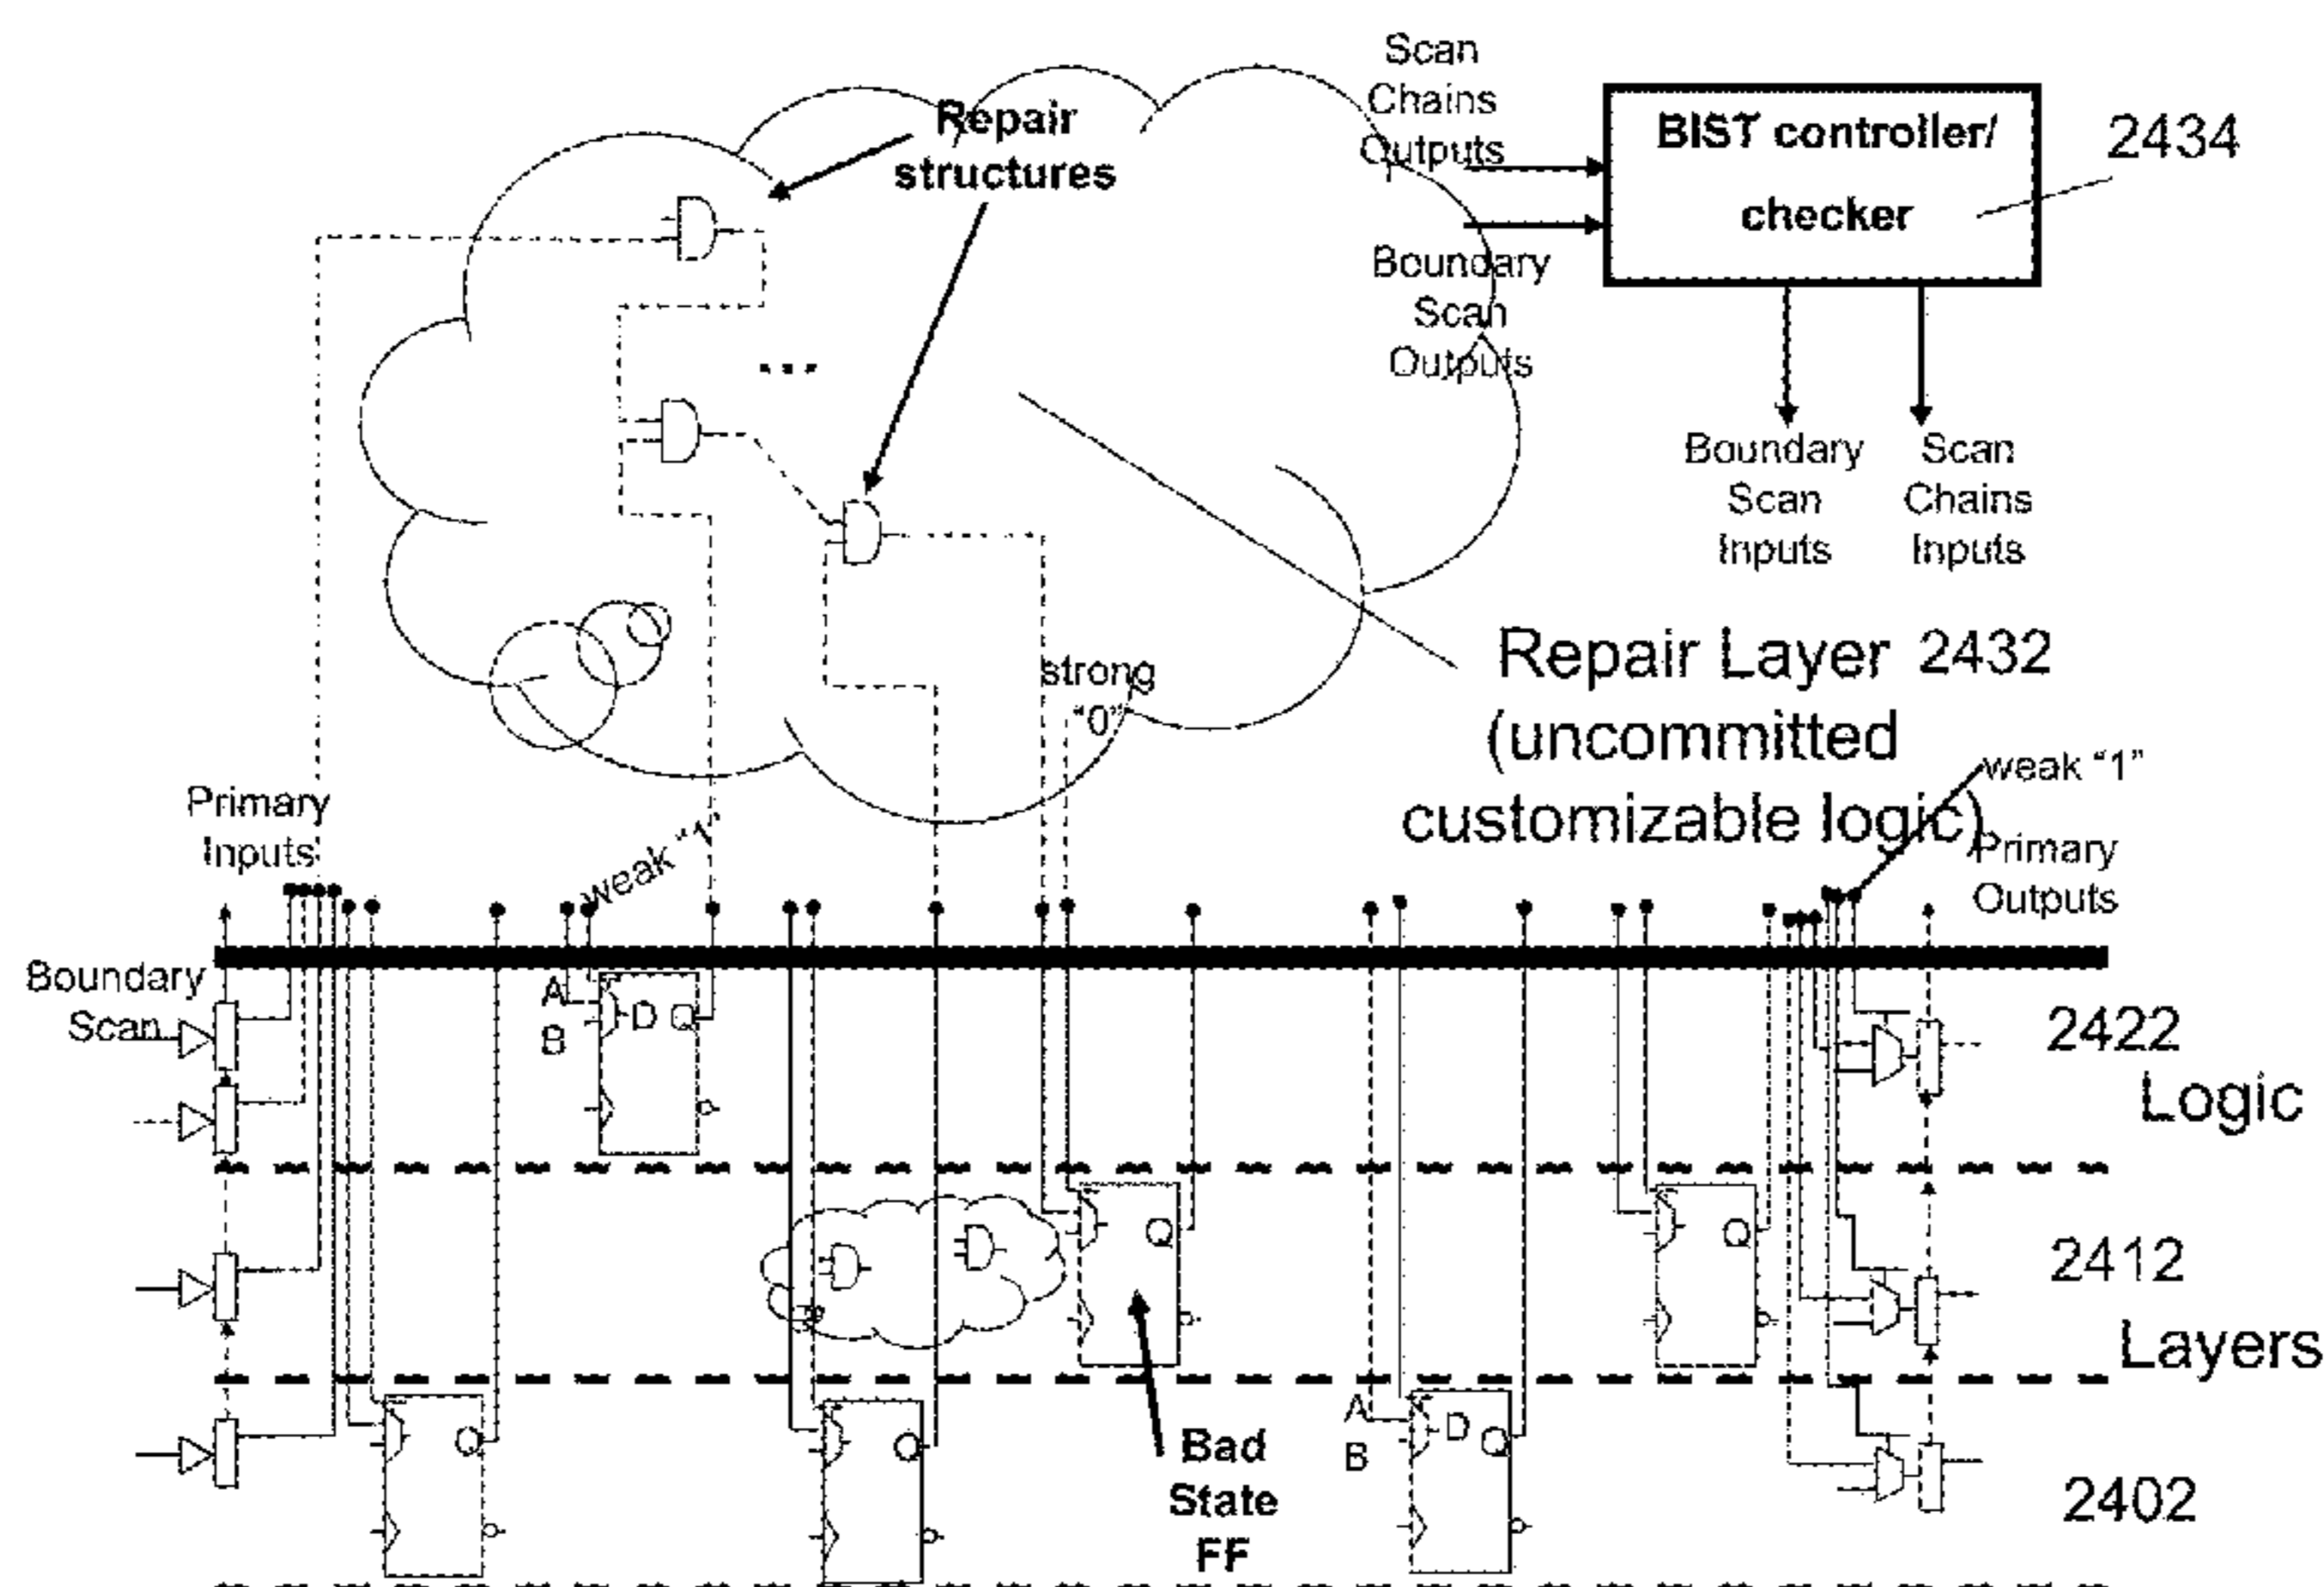 Repair
structures
Scan
Chains
Outputs
BIST controller/
checker
2434
Boundary
Scan
Outputs
Boundary
Scan
Inputs
Scan
Chains
Inputs
Repair Layer 2432
(uncommitted
customizable logic)
strong
"0"
weak "1"
Primary
Inputs
weak "1"
Primary
Outputs
Boundary
Scan
A
B
D
Q
2422
Logic
Q
Q
2412
Layers
Q
Q
A
B
D
Q
Bad
State
FF
2402